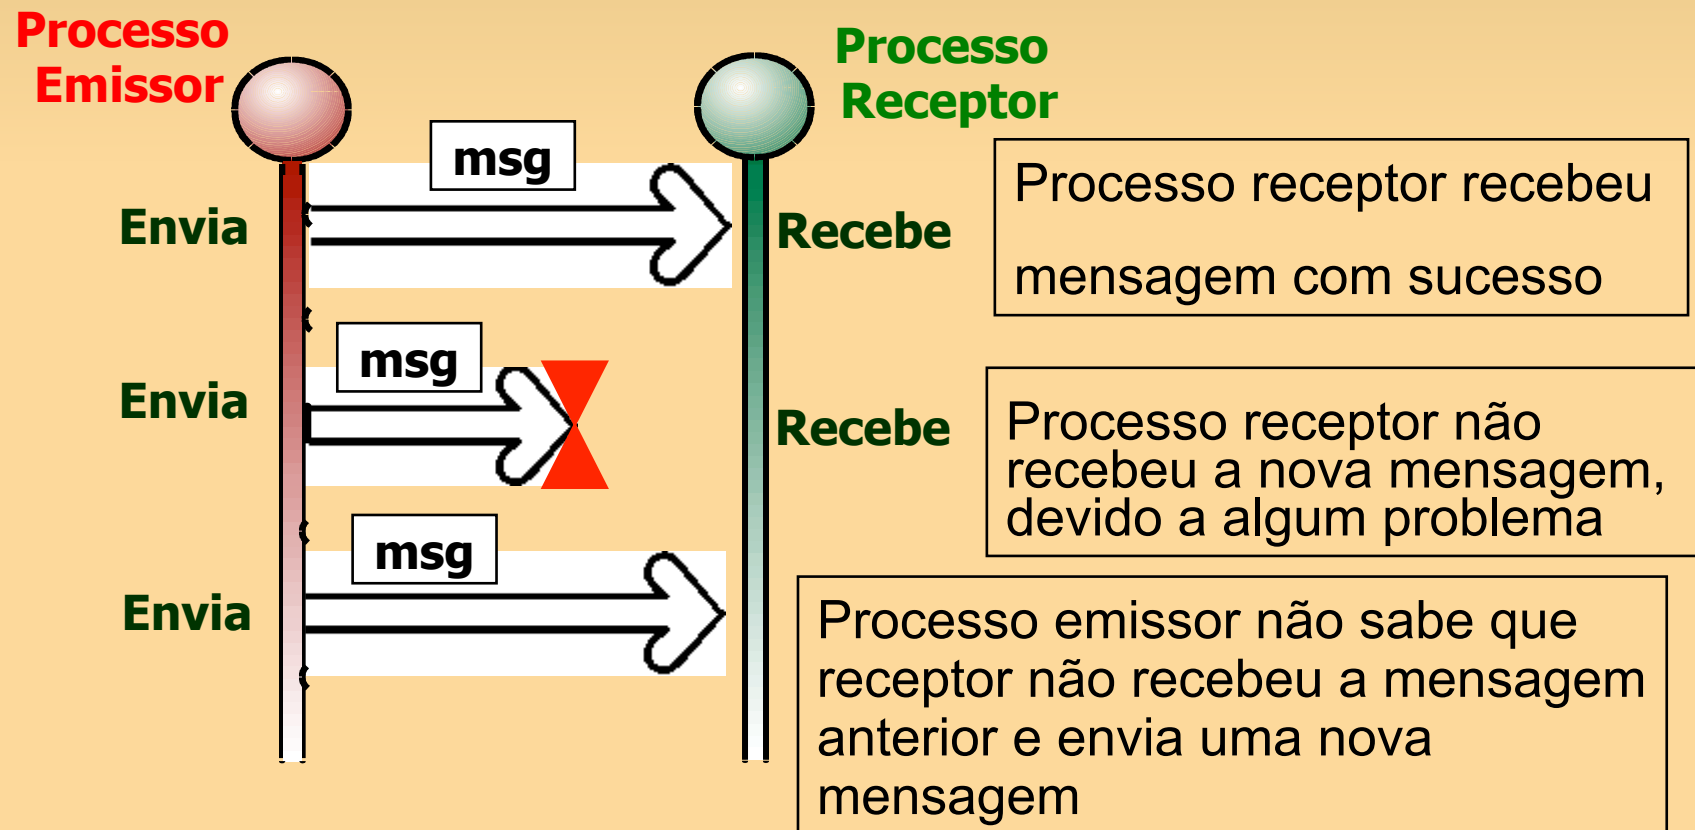 Processo
Emissor
Processo
Receptor
msg
Envia
Recebe
Processo receptor recebeu
mensagem com sucesso
msg
Envia
Recebe
Processo receptor não
recebeu a nova mensagem,
devido a algum problema
msg
Envia
Processo emissor não sabe que
receptor não recebeu a mensagem
anterior e envia uma nova
mensagem